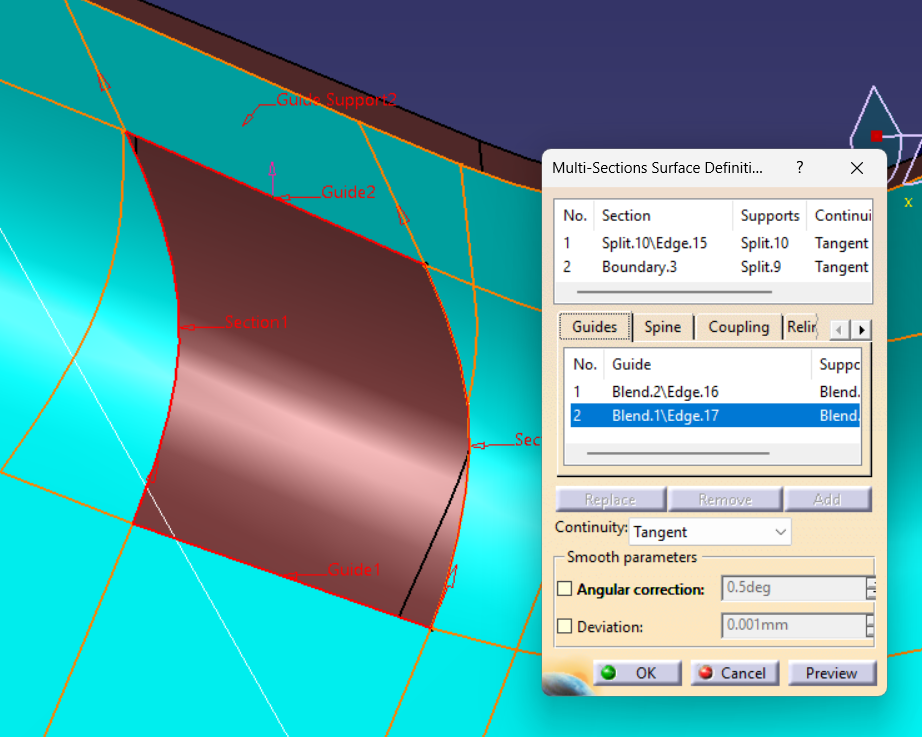 Guide Support2
Guide2
Section1
Sec
Guide1
x
Multi-Sections Surface Definiti... ?
No. Section Supports Continui
1 Split.10\Edge.15 Split.10 Tangent
2 Boundary.3 Split.9 Tangent
Guides Spine Coupling Relin
No. Guide Suppc
1 Blend.2\Edge.16 Blend.
2 Blend.1\Edge.17 Blend.
Replace Remove Add
Continuity: Tangent
Smooth parameters
Angular correction: 0.5deg
Deviation: 0.001mm
OK Cancel Preview